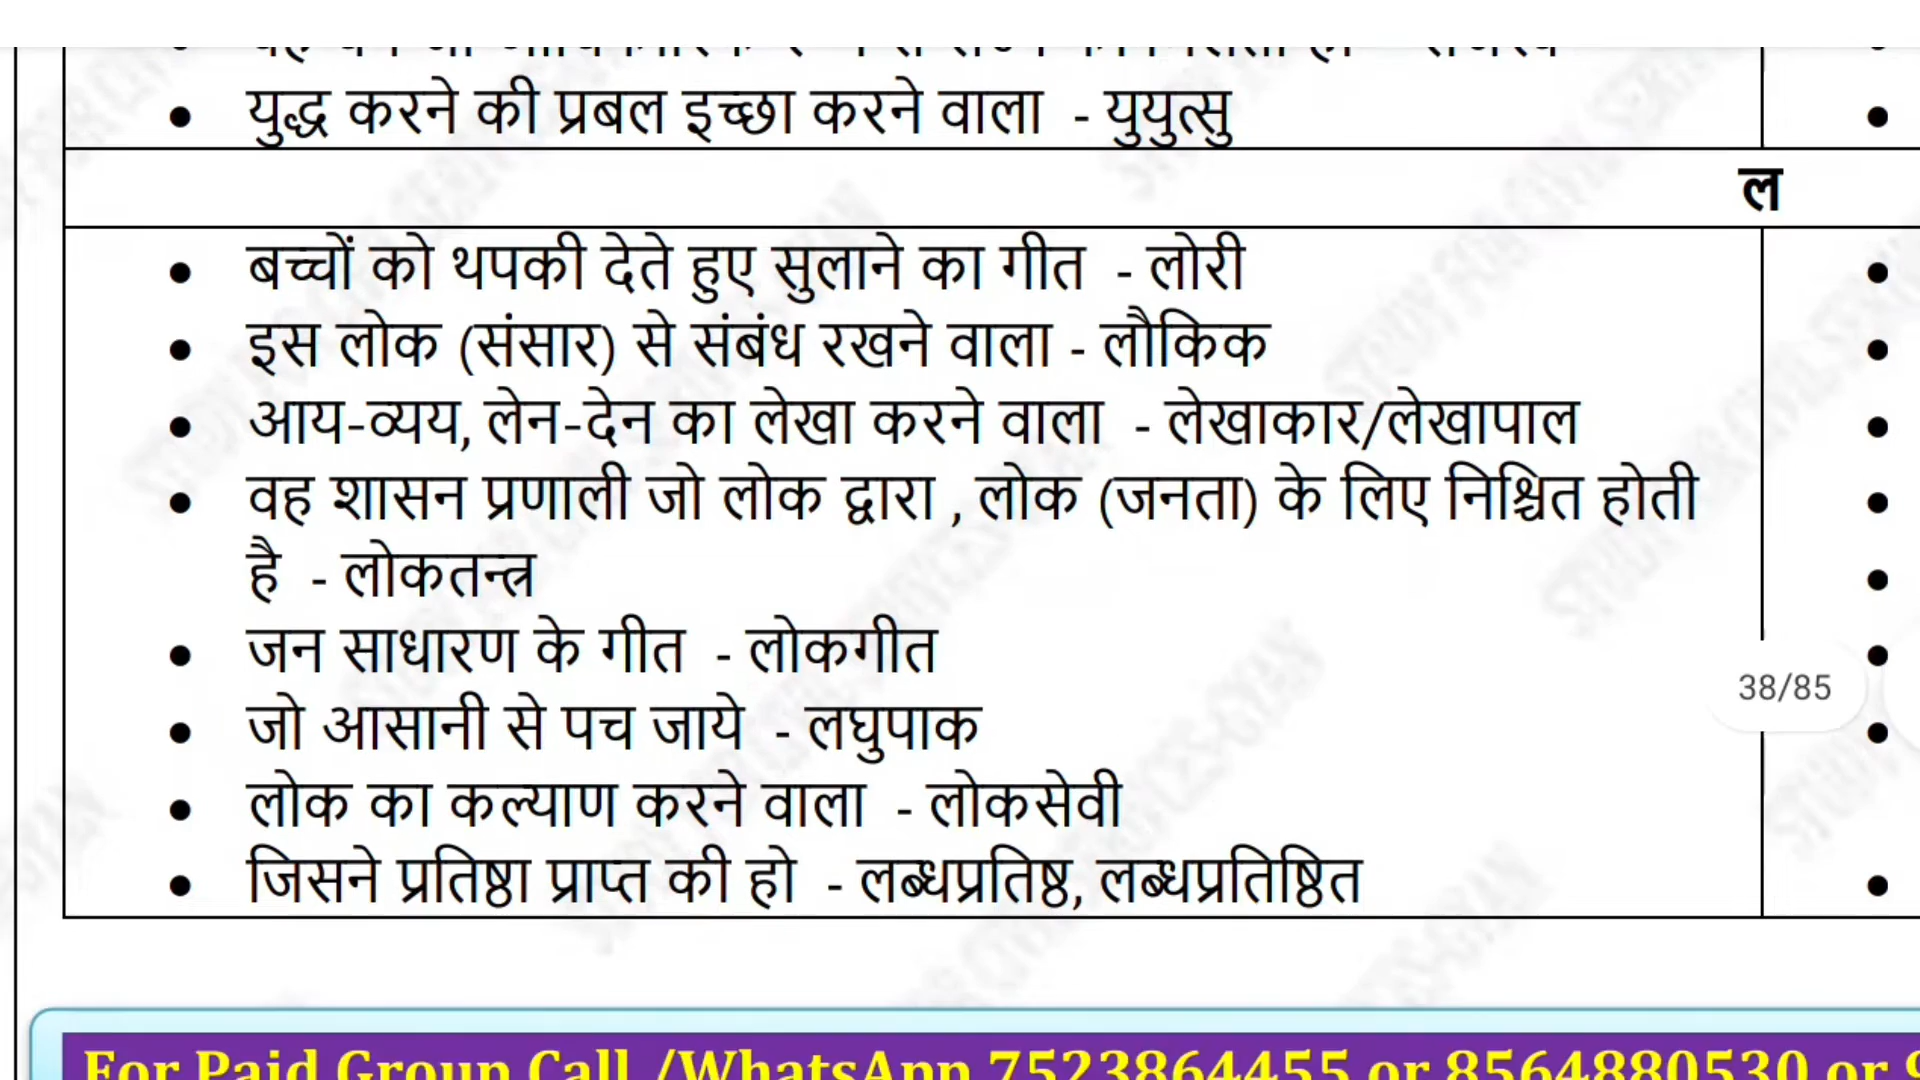 • युद्ध करने की प्रबल इच्छा करने वाला - युयुत्सु
ल
• बच्चों को थपकी देते हुए सुलाने का गीत - लोरी
• इस लोक (संसार) से संबंध रखने वाला - लौकिक
• आय-व्यय, लेन-देन का लेखा करने वाला - लेखाकार/लेखापाल
• वह शासन प्रणाली जो लोक द्वारा , लोक (जनता) के लिए निश्चित होती
है - लोकतन्त्र
• जन साधारण के गीत - लोकगीत
38/85
• जो आसानी से पच जाये - लघुपाक
• लोक का कल्याण करने वाला - लोकसेवी
• जिसने प्रतिष्ठा प्राप्त की हो - लब्धप्रतिष्ठ, लब्धप्रतिष्ठित
For Paid Group Call /WhatsApp 7523864455 or 8564880530 or 9